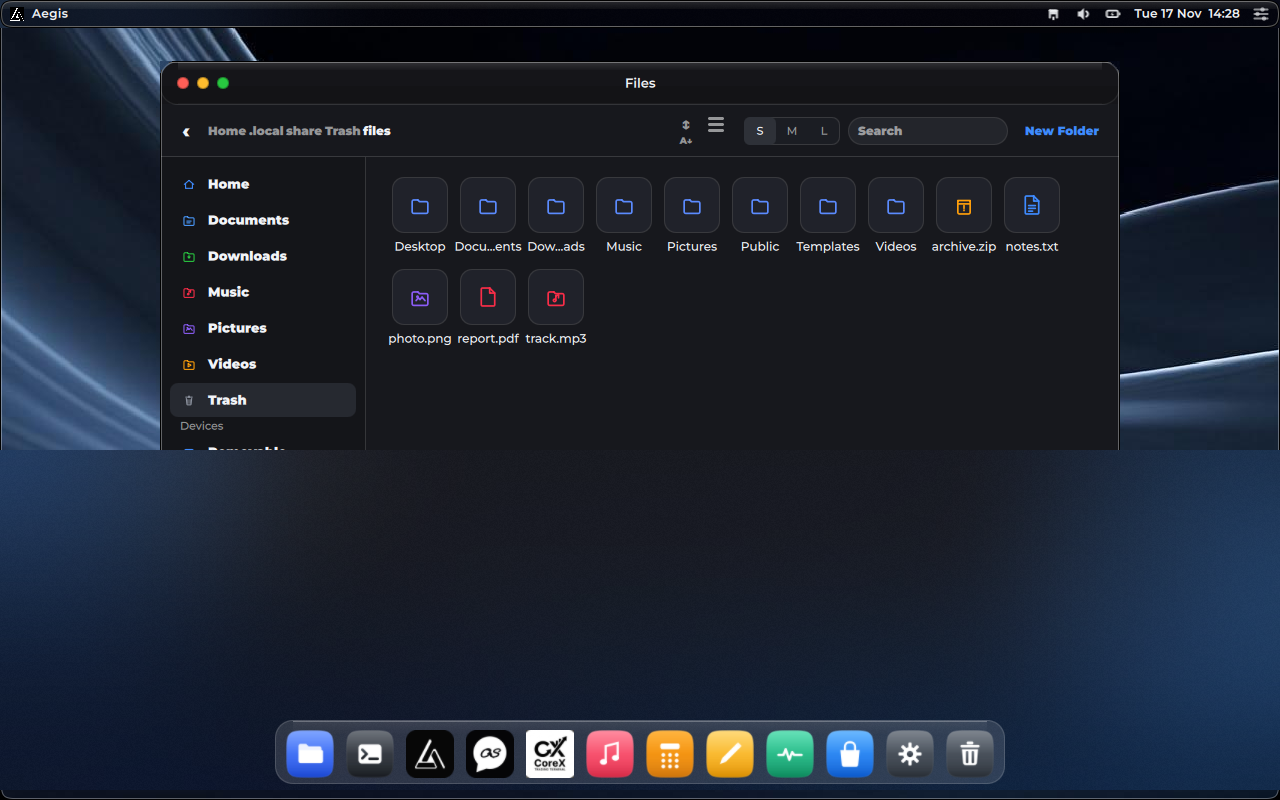 Aegis
Tue 17 Nov 14:28
Files
Home .local share Trash files
A
S M L
Search
New Folder
Home
Documents
Downloads
Music
Pictures
Videos
Trash
Devices
Desktop Docu...ents Dow...ads Music Pictures Public Templates Videos archive.zip notes.txt
photo.png report.pdf track.mp3
as
CX
CoreX